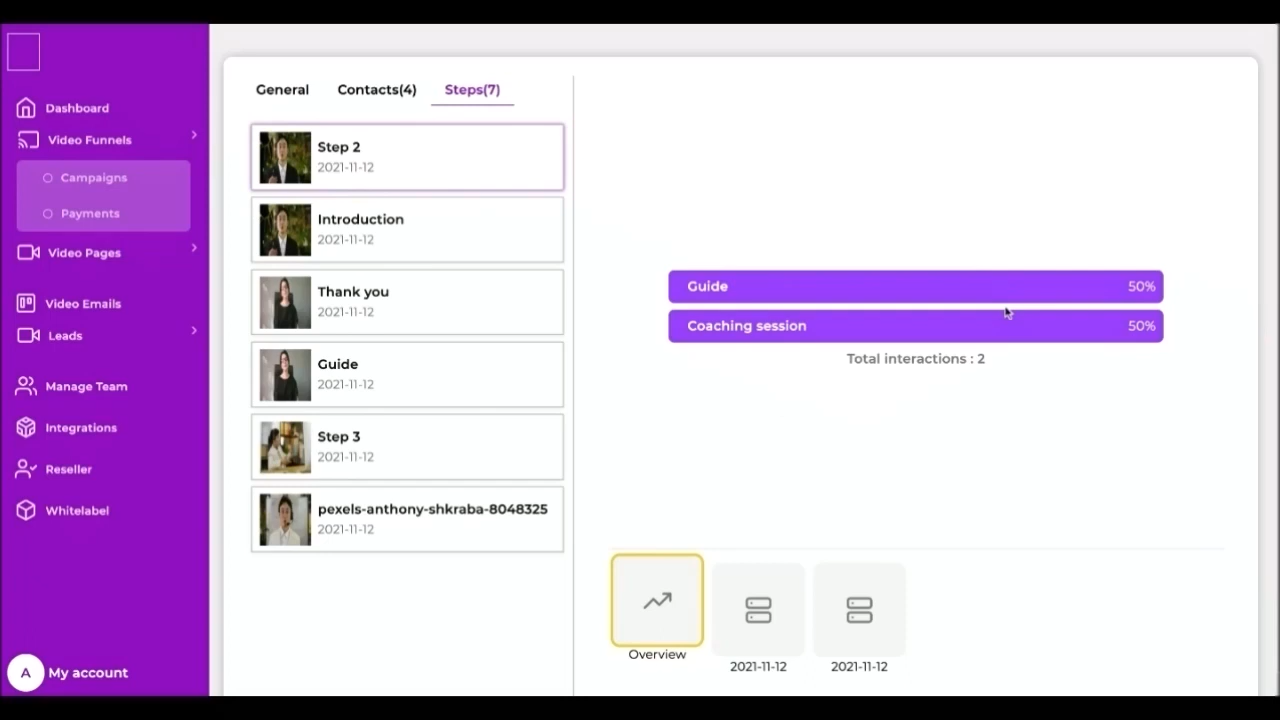 Dashboard
Video Funnels
Campaigns
Payments
Video Pages
Video Emails
Leads
Manage Team
Integrations
Reseller
Whitelabel
A My account
General Contacts(4) Steps(7)
Step 2
2021-11-12
Introduction
2021-11-12
Thank you
2021-11-12
Guide
2021-11-12
Step 3
2021-11-12
pexels-anthony-shkraba-8048325
2021-11-12
Guide 50%
Coaching session 50%
Total interactions : 2
Overview
2021-11-12
2021-11-12